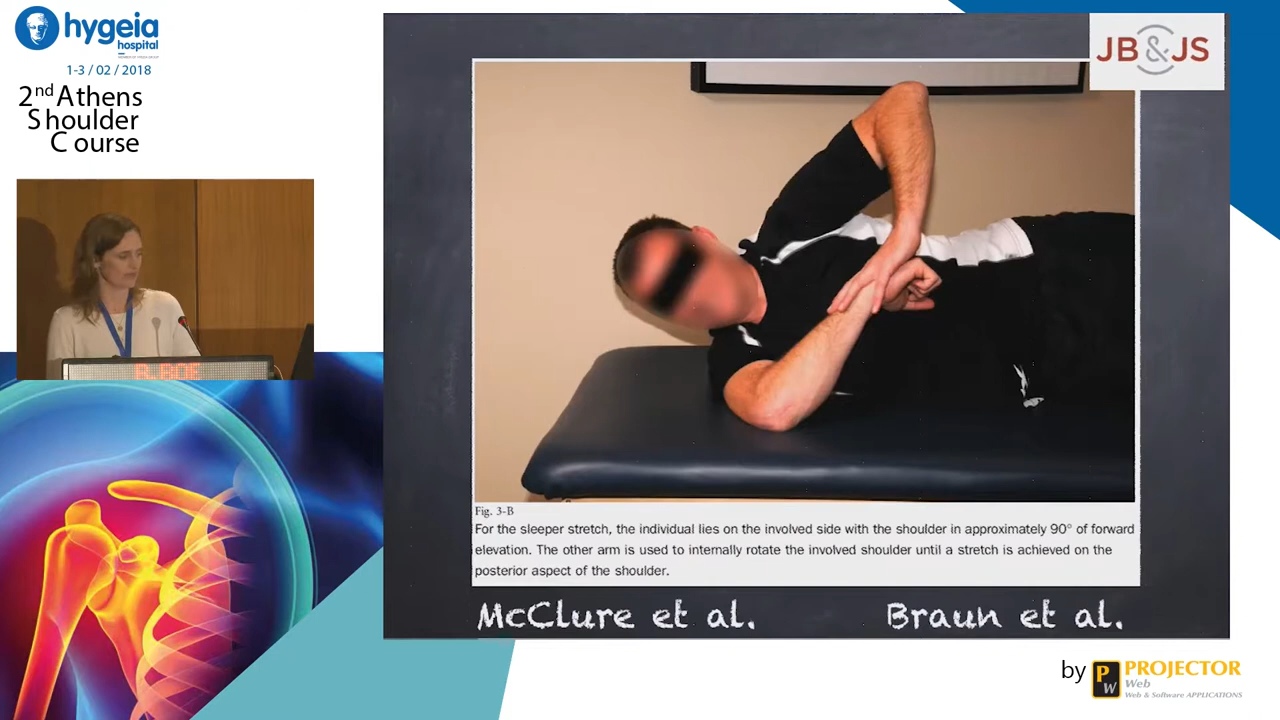 hygeia
hospital
1-3 / 02 / 2018
2nd Athens
Shoulder
Course
B.BOE
JB&JS
Fig. 3-B
For the sleeper stretch, the individual lies on the involved side with the shoulder in approximately 90° of forward
elevation. The other arm is used to internally rotate the involved shoulder until a stretch is achieved on the
posterior aspect of the shoulder.
McClure et al.
Braun et al.
by
PW
PROJECTOR
Web
Web & Software APPLICATIONS